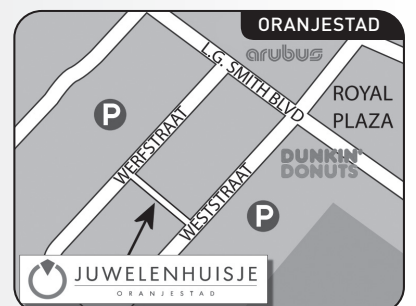 ORANJESTAD
arubus
L.G. SMITH BLVD
ROYAL
PLAZA
P
WERFSTRAAT
DUNKIN'
DONUTS
WESTSTRAAT
P
JUWELENHUISJE
ORANJESTAD